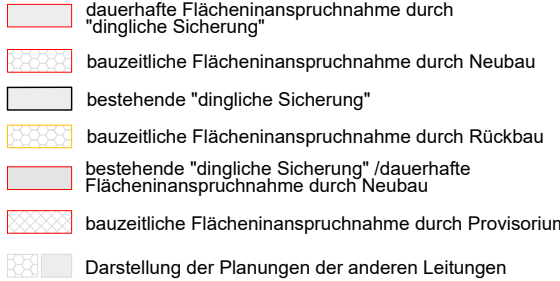 dauerhafte Flächeninanspruchnahme durch
"dingliche Sicherung"
bauzeitliche Flächeninanspruchnahme durch Neubau
bestehende "dingliche Sicherung"
bauzeitliche Flächeninanspruchnahme durch Rückbau
bestehende "dingliche Sicherung" /dauerhafte
Flächeninanspruchnahme durch Neubau
bauzeitliche Flächeninanspruchnahme durch Provisorium
Darstellung der Planungen der anderen Leitungen